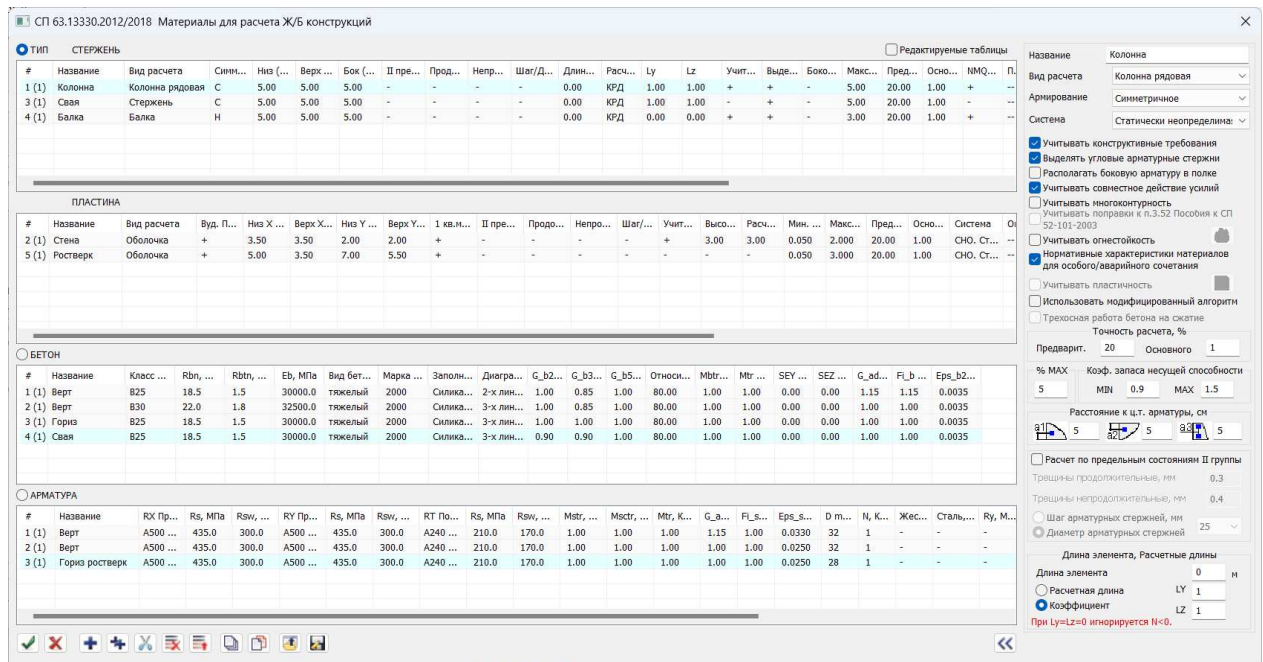 СП 63.13330.2012/2018 Материалы для расчета Ж/Б конструкций
ТИП СТЕРЖЕНЬ Редактируемые таблицы
# Название Вид расчета Симм... Низ (... Верх ... Бок (... II пре... Прод... Непр... Шаг/Д... Длин... Расч... Ly Lz Учит... Выде... Боко... Макс... Пред... Осно... NMQ... П.
1 (1) Колонна Колонна рядовая С 5.00 5.00 5.00 - - - - 0.00 КРД 1.00 1.00 + + - 5.00 20.00 1.00 + --
3 (1) Свая Стержень С 5.00 5.00 5.00 - - - - 0.00 КРД 1.00 1.00 - + - 5.00 20.00 1.00 - --
4 (1) Балка Балка Н 5.00 5.00 5.00 - - - - 0.00 КРД 0.00 0.00 + + - 3.00 20.00 1.00 + --
ПЛАСТИНА
# Название Вид расчета Вуд. П... Низ X ... Верх X... Низ Y ... Верх Y... 1 кв.м... II пре... Продо... Непро... Шаг/... Учит... Высо... Расч... Мин. ... Макс... Пред... Осно... Система Ог
2 (1) Стена Оболочка + 3.50 3.50 2.00 2.00 + - - - - + 3.00 3.00 0.050 2.000 20.00 1.00 СНО. Ст... --
5 (1) Ростверк Оболочка + 5.00 3.50 7.00 5.50 + - - - - - - - 0.050 3.000 20.00 1.00 СНО. Ст... --
БЕТОН
# Название Класс ... Rbn, ... Rbtn, ... Eb, МПа Вид бет... Марка ... Заполн... Диагра... G_b2... G_b3... G_b5... Относи... Mbtr... Mtr ... SEY ... SEZ ... G_ad... Fi_b ... Eps_b2...
1 (1) Верт B25 18.5 1.5 30000.0 тяжелый 2000 Силика... 2-х лин... 1.00 0.85 1.00 80.00 1.00 1.00 0.00 0.00 1.15 1.15 0.0035
2 (1) Верт B30 22.0 1.8 32500.0 тяжелый 2000 Силика... 3-х лин... 1.00 0.85 1.00 80.00 1.00 1.00 0.00 0.00 1.00 1.00 0.0035
3 (1) Гориз B25 18.5 1.5 30000.0 тяжелый 2000 Силика... 3-х лин... 1.00 1.00 1.00 80.00 1.00 1.00 0.00 0.00 1.00 1.00 0.0035
4 (1) Свая B25 18.5 1.5 30000.0 тяжелый 2000 Силика... 3-х лин... 0.90 0.90 1.00 80.00 1.00 1.00 0.00 0.00 1.00 1.00 0.0035
АРМАТУРА
# Название RX Пр... Rs, МПа Rsw, ... RY Пр... Rs, МПа Rsw, ... RT По... Rs, МПа Rsw, ... Mstr, ... Msctr, ... Mtr, К... G_a... Fi_s... Eps_s... D m... N, К... Жес... Сталь,... Ry, М...
1 (1) Верт A500 ... 435.0 300.0 A500 ... 435.0 300.0 A240 ... 210.0 170.0 1.00 1.00 1.00 1.15 1.00 0.0330 32 1 - - -
2 (1) Верт A500 ... 435.0 300.0 A500 ... 435.0 300.0 A240 ... 210.0 170.0 1.00 1.00 1.00 1.00 1.00 0.0250 32 1 - - -
3 (1) Гориз ростверк A500 ... 435.0 300.0 A500 ... 435.0 300.0 A240 ... 210.0 170.0 1.00 1.00 1.00 1.00 1.00 0.0250 28 1 - - -
Название Колонна
Вид расчета Колонна рядовая
Армирование Симметричное
Система Статически неопределимая
Учитывать конструктивные требования
Выделять угловые арматурные стержни
Располагать боковую арматуру в полке
Учитывать совместное действие усилий
Учитывать многоконтурность
Учитывать поправки к п.3.52 Пособия к СП
52-101-2003
Учитывать огнестойкость
Нормативные характеристики материалов
для особого/аварийного сочетания
Учитывать пластичность
Использовать модифицированный алгоритм
Трехосная работа бетона на сжатие
Точность расчета, %
Предварит. 20 Основного 1
% MAX Коэф. запаса несущей способности
5 MIN 0.9 MAX 1.5
Расстояние к ц.т. арматуры, см
a1 5 a2 5 a3 5
Расчет по предельным состояниям II группы
Трещины продолжительные, мм 0.3
Трещины непродолжительные, мм 0.4
Шаг арматурных стержней, мм
Диаметр арматурных стержней 25
Длина элемента, Расчетные длины
Длина элемента 0 м
Расчетная длина LY 1
Коэффициент LZ 1
При Ly=Lz=0 игнорируется N<0.